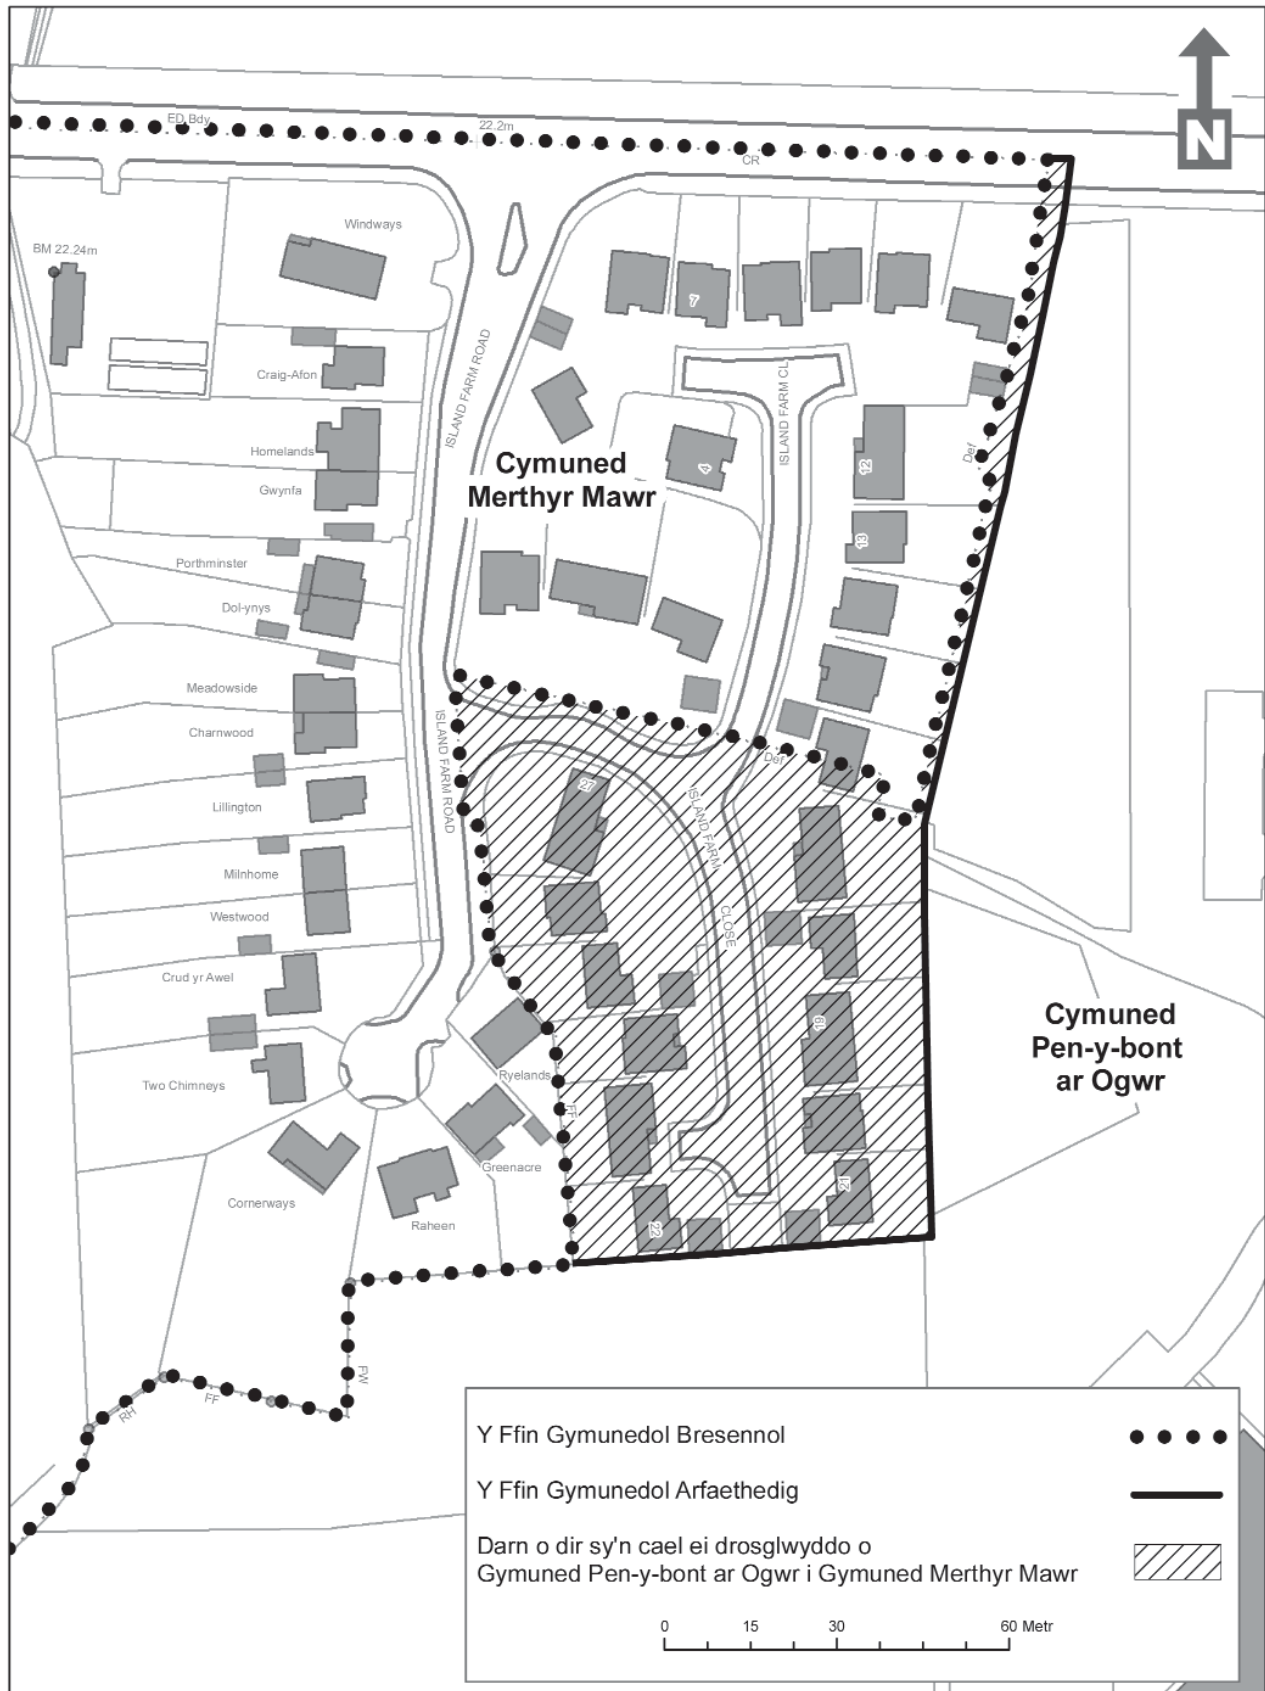 N
ED Bdy
22.2m
CR
Windways
BM 22.24m
7
ISLAND FARM ROAD
ISLAND FARM CL
Craig-Afon
Def
Homelands
4
12
Cymuned
Merthyr Mawr
Gwynfa
13
Porthminster
Dol-ynys
Meadowside
Charnwood
ISLAND FARM ROAD
Def
27
ISLAND FARM
CLOSE
Lillington
Milnhome
Westwood
Crud yr Awel
19
Cymuned
Pen-y-bont
ar Ogwr
Two Chimneys
Ryelands
FF
Greenacre
Cornerways
Raheen
21
22
FW
FF
RH
Y Ffin Gymunedol Bresennol
Y Ffin Gymunedol Arfaethedig
Darn o dir sy'n cael ei drosglwyddo o
Gymuned Pen-y-bont ar Ogwr i Gymuned Merthyr Mawr
0 15 30 60 Metr